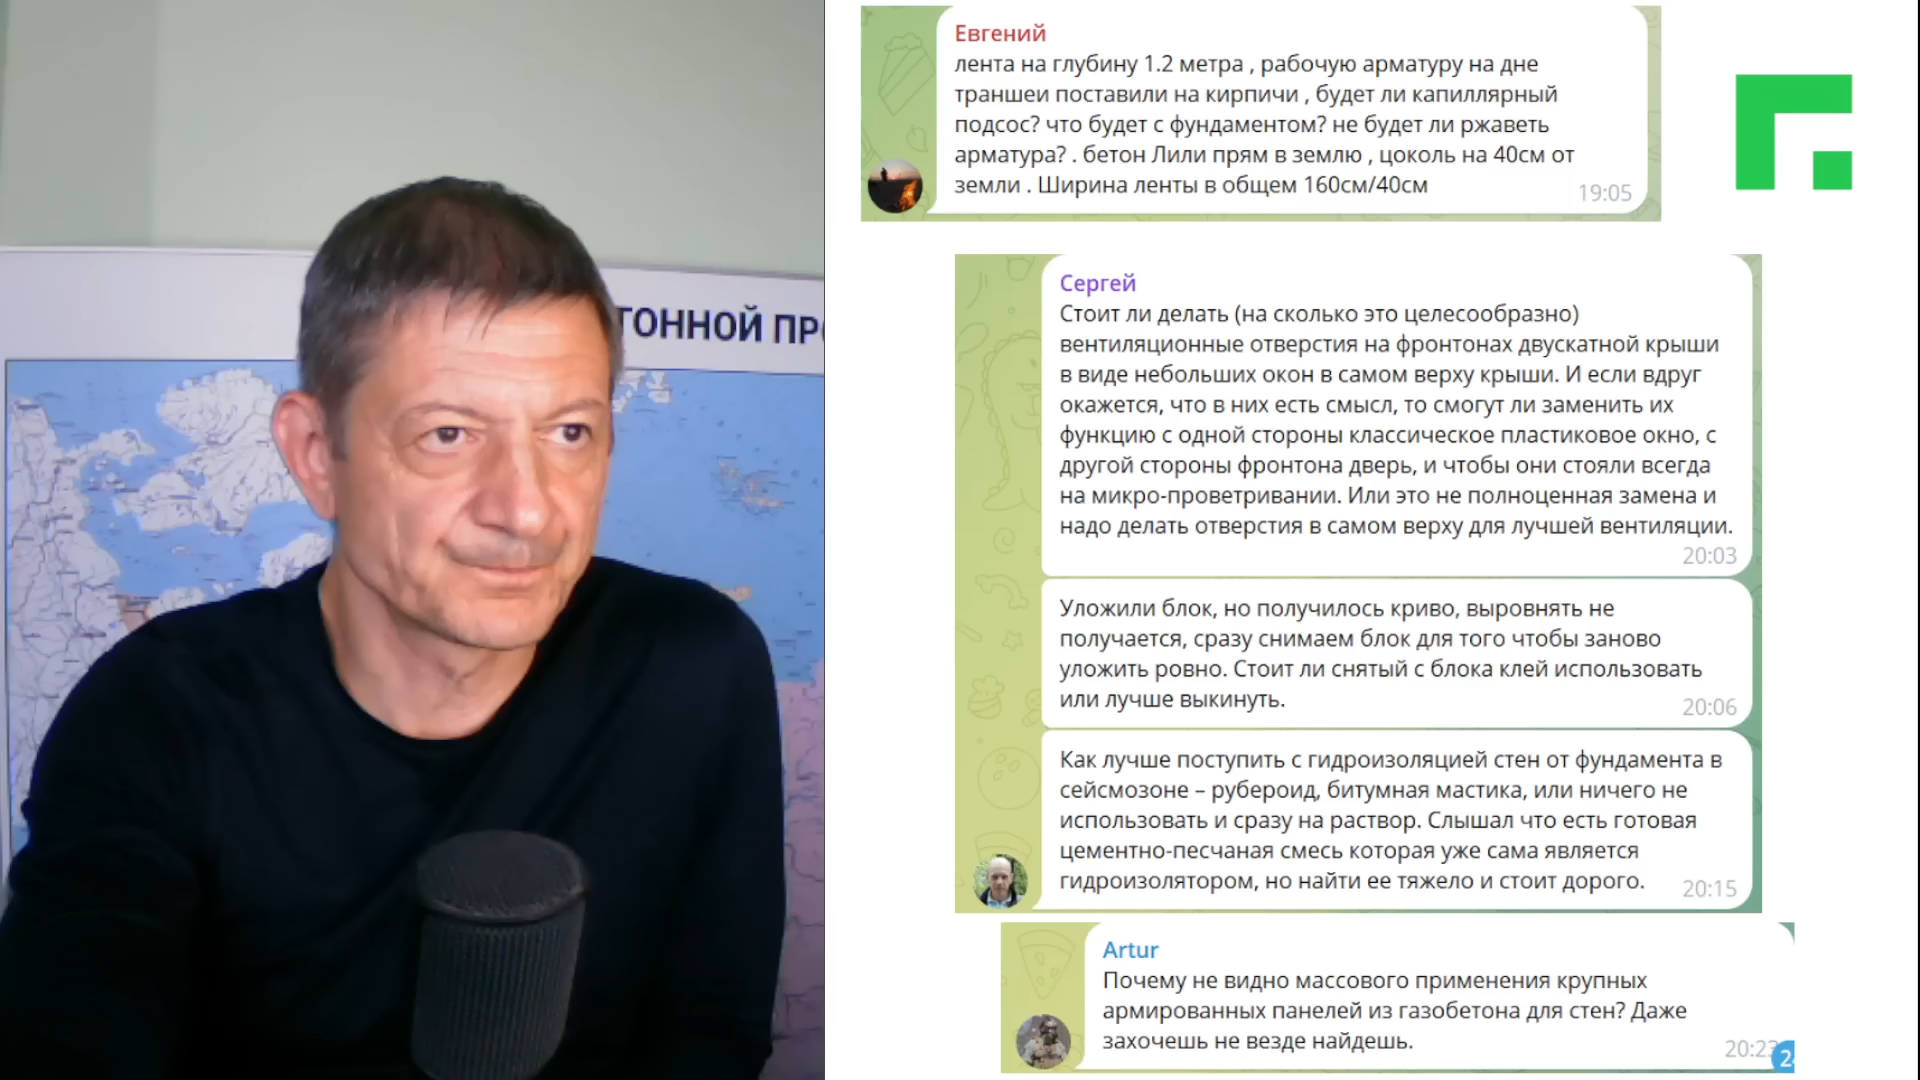 ТОННОЙ ПР
Евгений
лента на глубину 1.2 метра , рабочую арматуру на дне
траншеи поставили на кирпичи , будет ли капиллярный
подсос? что будет с фундаментом? не будет ли ржаветь
арматура? . бетон Лили прям в землю , цоколь на 40см от
земли . Ширина ленты в общем 160см/40см
19:05
Сергей
Стоит ли делать (на сколько это целесообразно)
вентиляционные отверстия на фронтонах двускатной крыши
в виде небольших окон в самом верху крыши. И если вдруг
окажется, что в них есть смысл, то смогут ли заменить их
функцию с одной стороны классическое пластиковое окно, с
другой стороны фронтона дверь, и чтобы они стояли всегда
на микро-проветривании. Или это не полноценная замена и
надо делать отверстия в самом верху для лучшей вентиляции.
20:03
Уложили блок, но получилось криво, выровнять не
получается, сразу снимаем блок для того чтобы заново
уложить ровно. Стоит ли снятый с блока клей использовать
или лучше выкинуть.
20:06
Как лучше поступить с гидроизоляцией стен от фундамента в
сейсмозоне – рубероид, битумная мастика, или ничего не
использовать и сразу на раствор. Слышал что есть готовая
цементно-песчаная смесь которая уже сама является
гидроизолятором, но найти ее тяжело и стоит дорого.
20:15
Artur
Почему не видно массового применения крупных
армированных панелей из газобетона для стен? Даже
захочешь не везде найдешь.
20:23
2